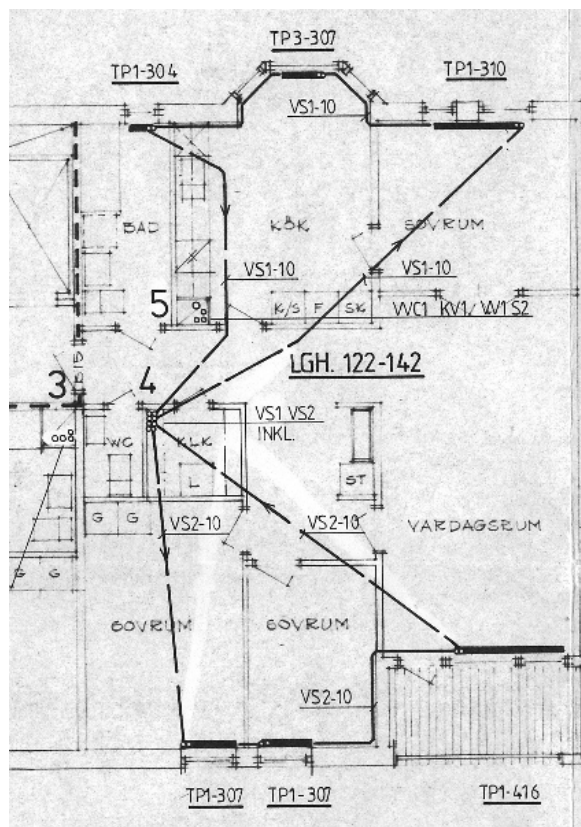 TP3-307
TP1-304
TP1-310
VS1-10
VS1-10
BAD
KÖK
SOVRUM
VS1-10
VS1-10
5
K/S F SK
VVC1 KV1/VV1 S2
LGH. 122-142
3
4
VS1 VS2
INKL.
WC
KLK
L
ST
G G
VS2-10
VS2-10
VARDAGSRUM
G G
SOVRUM
SOVRUM
VS2-10
TP1-307
TP1-307
TP1-416